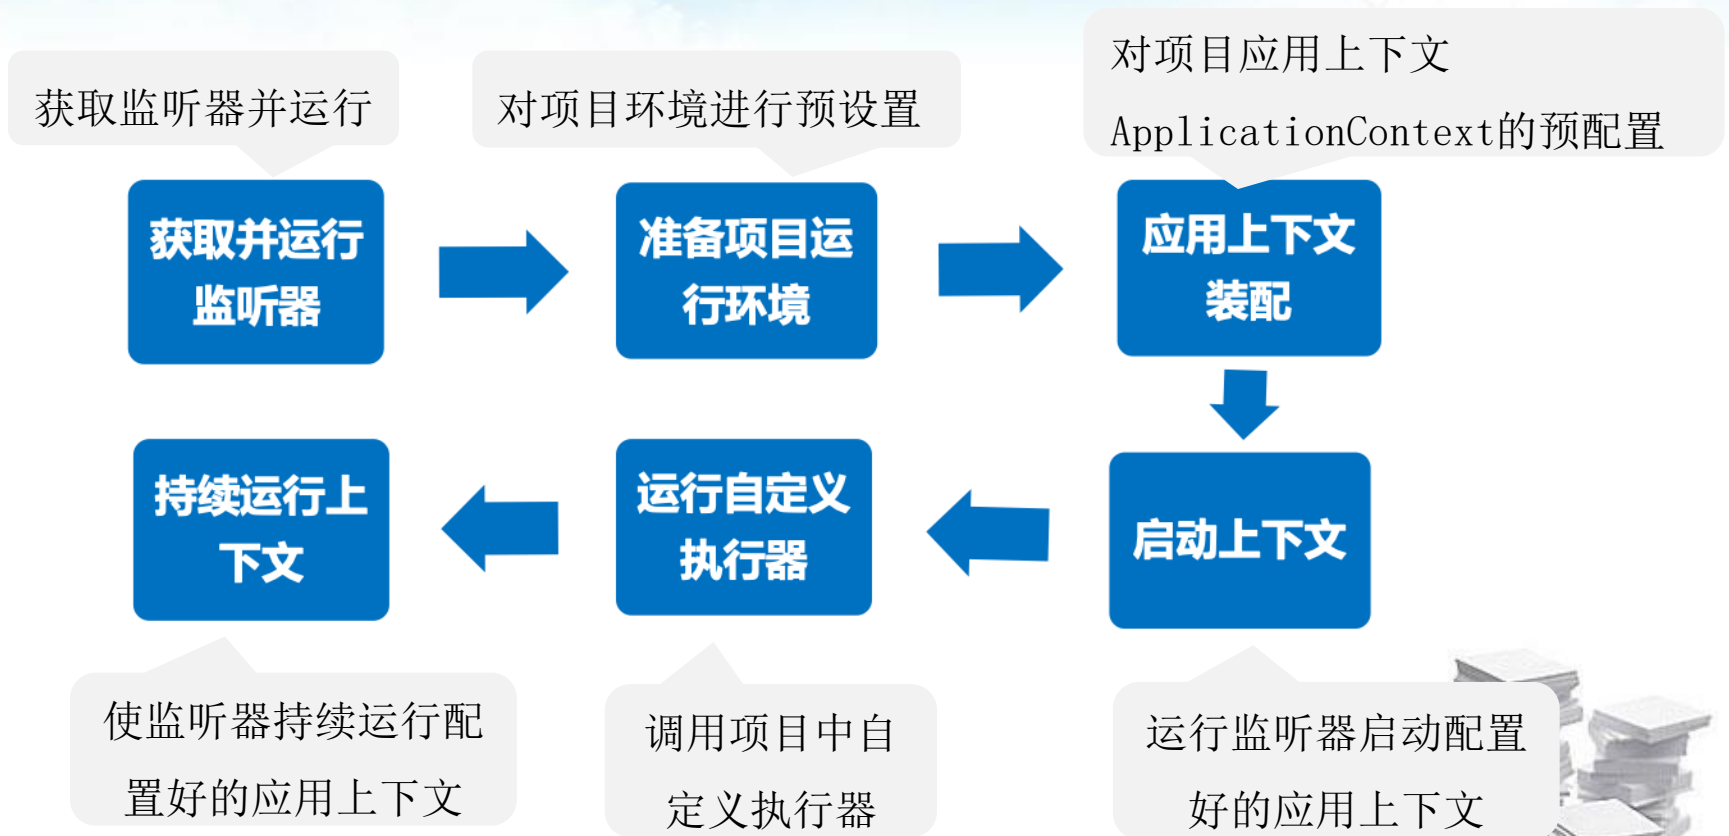 获取监听器并运行
对项目环境进行预设置
对项目应用上下文
ApplicationContext的预配置
获取并运行
监听器
准备项目运
行环境
应用上下文
装配
持续运行上
下文
运行自定义
执行器
启动上下文
使监听器持续运行配
置好的应用上下文
调用项目中自
定义执行器
运行监听器启动配置
好的应用上下文